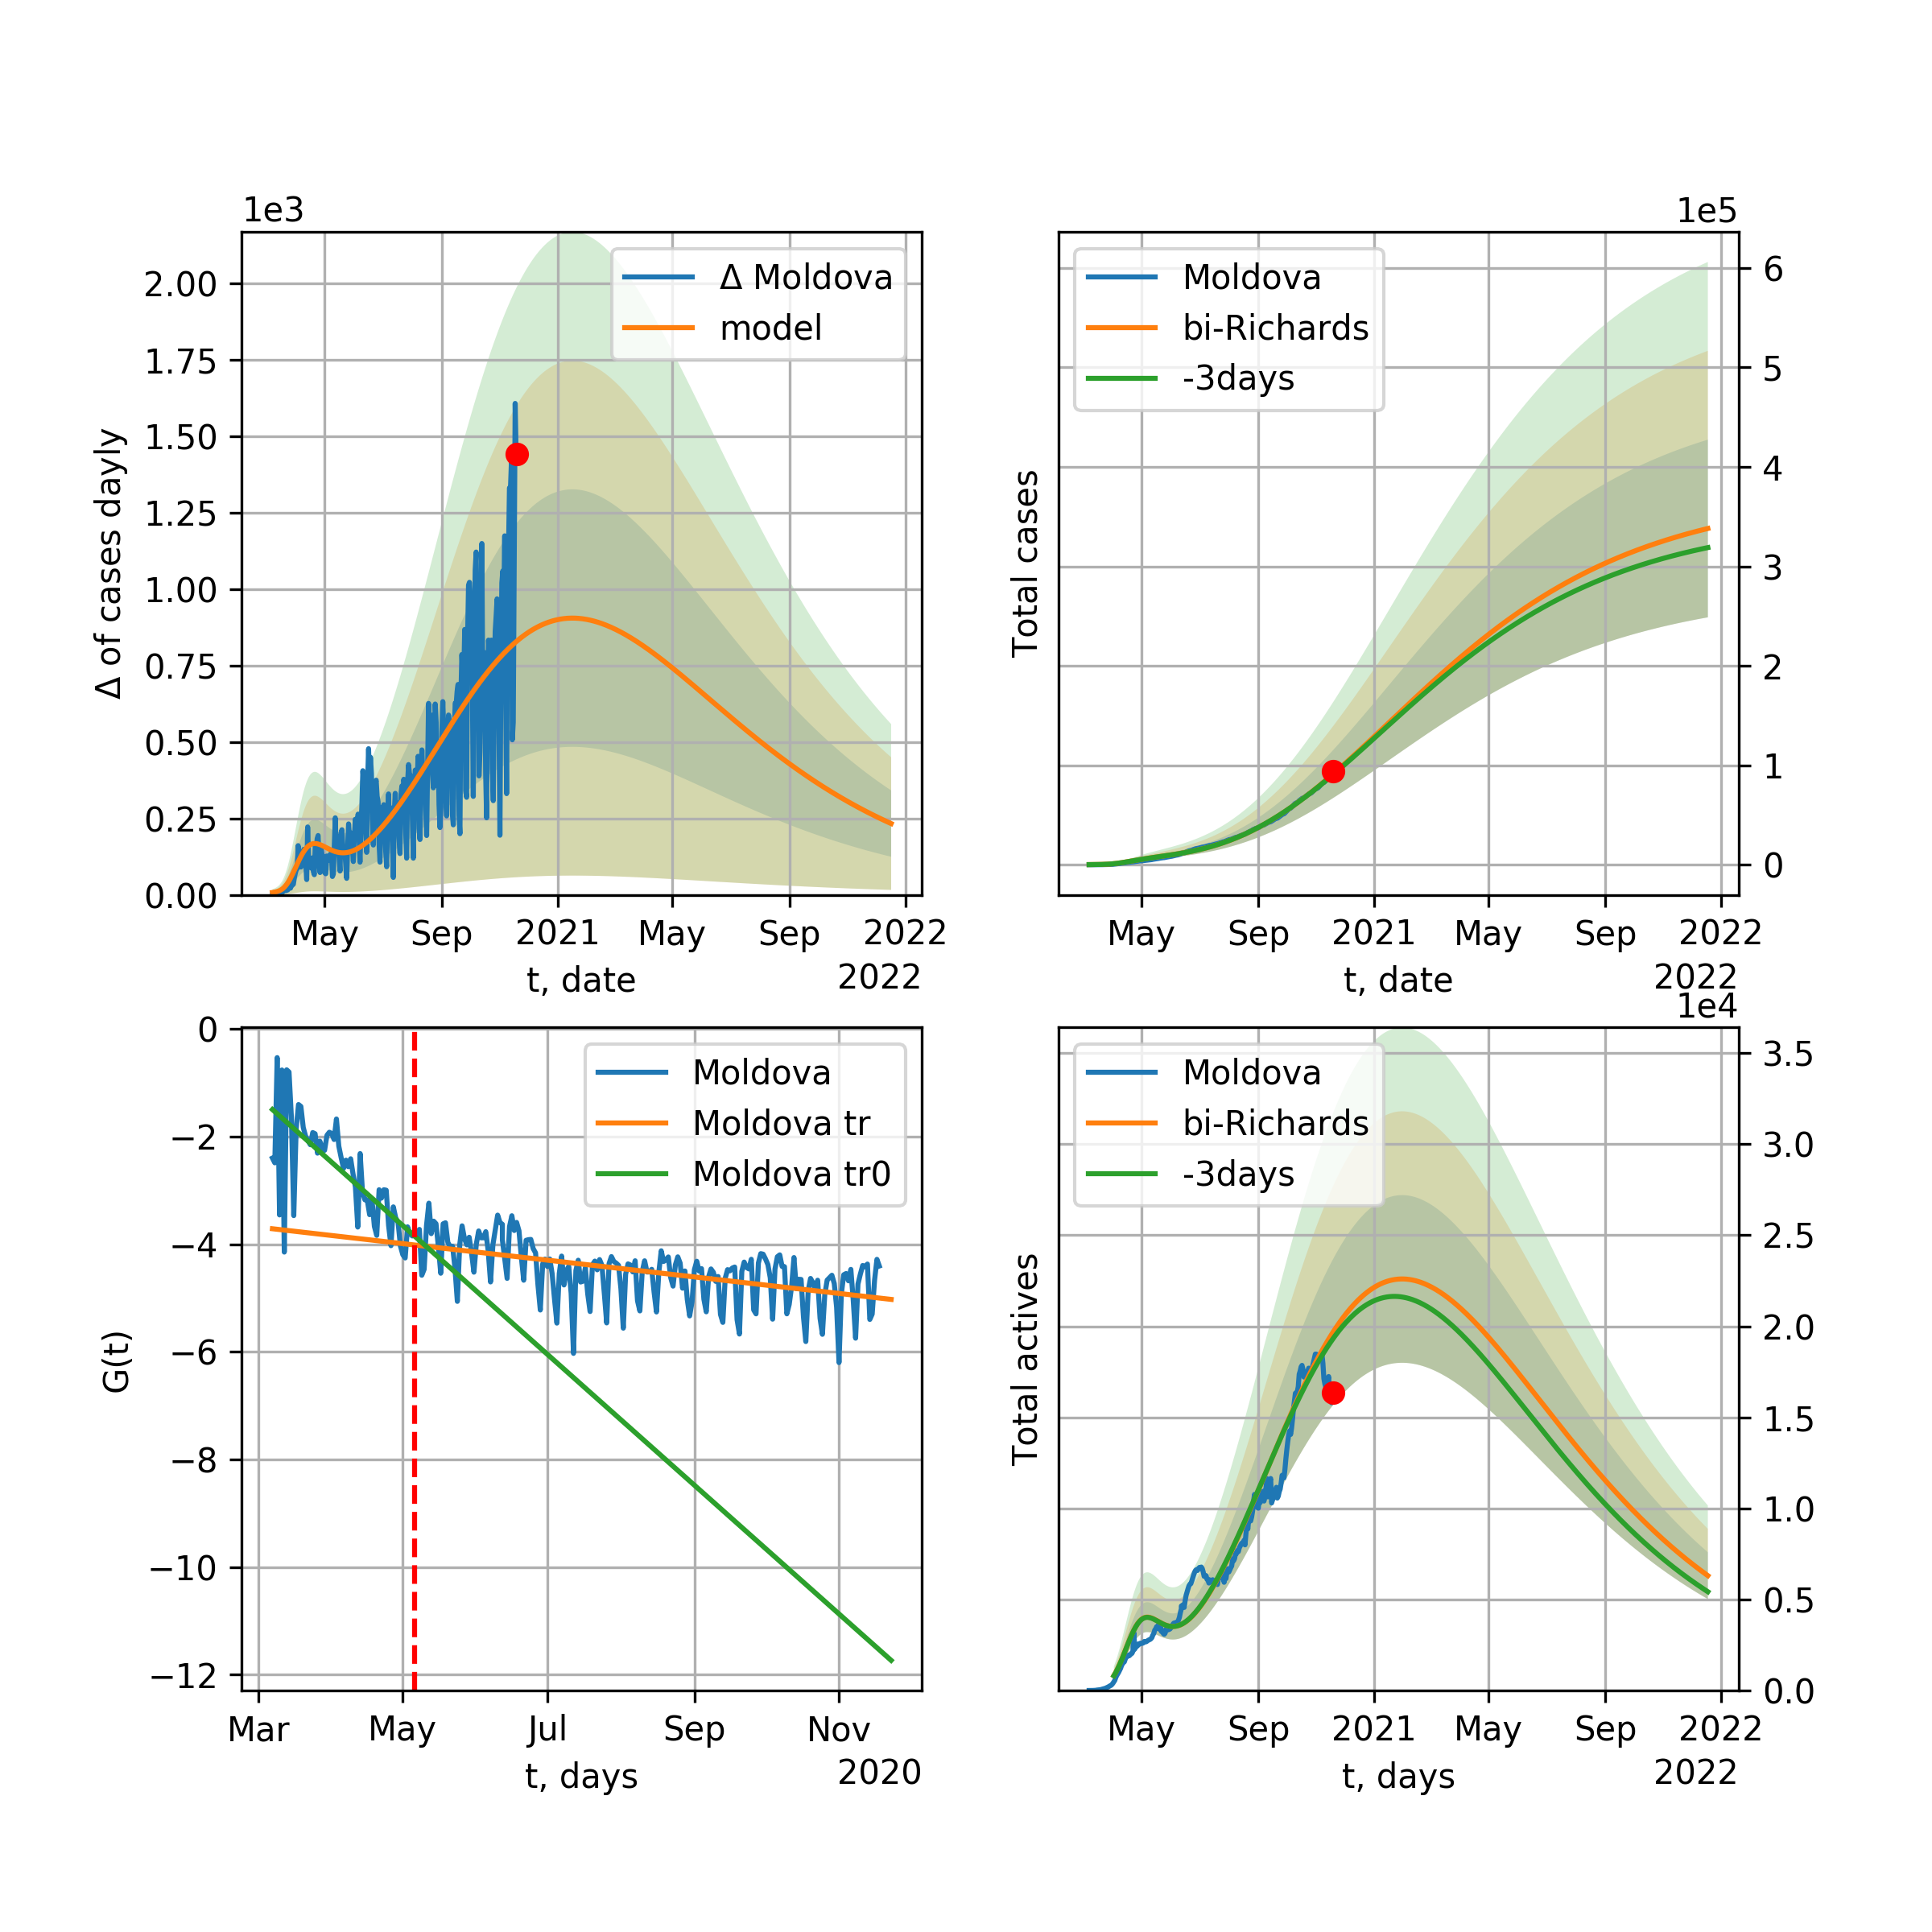 1e3
Δ of cases dayly
2.00
1.75
1.50
1.25
1.00
0.75
0.50
0.25
0.00
Δ Moldova
model
May Sep 2021 May Sep 2022
t, date
2022
1e5
Total cases
Moldova
bi-Richards
-3days
6
5
4
3
2
1
0
May Sep 2021 May Sep 2022
t, date
2022
G(t)
0
−2
−4
−6
−8
−10
−12
Moldova
Moldova tr
Moldova tr0
Mar May Jul Sep Nov
t, days
2020
1e4
Total actives
Moldova
bi-Richards
-3days
3.5
3.0
2.5
2.0
1.5
1.0
0.5
0.0
May Sep 2021 May Sep 2022
t, days
2022